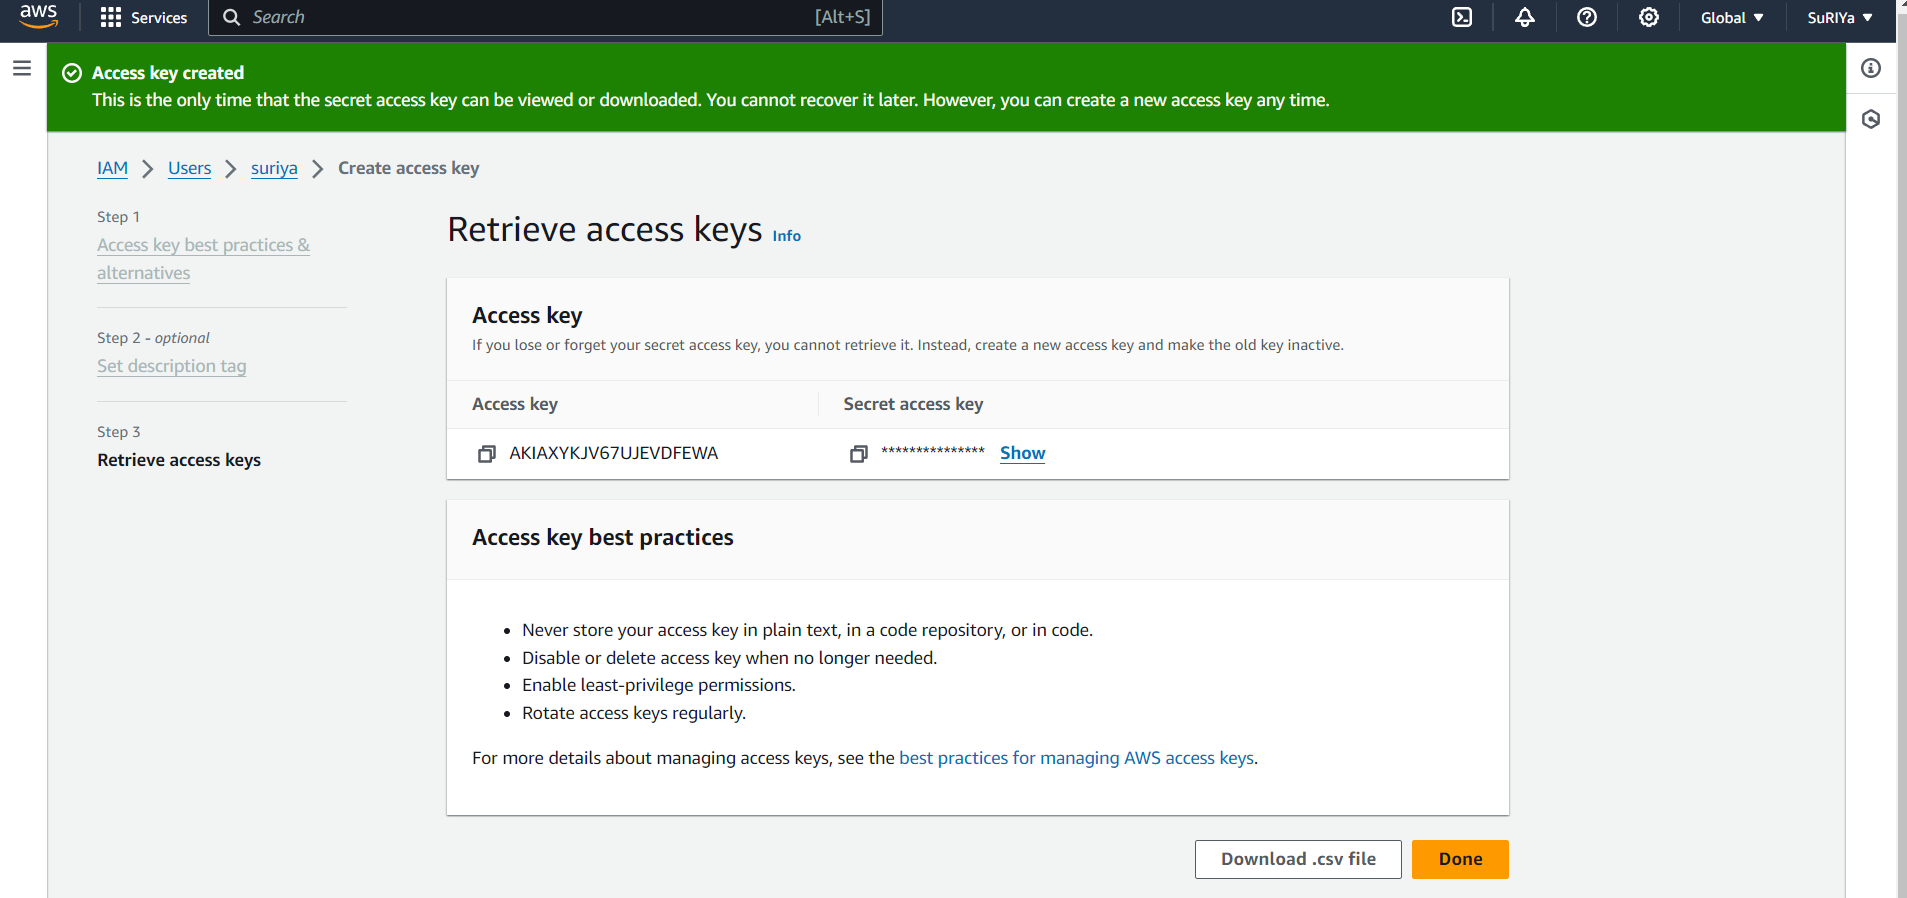 aws
Services
Search
[Alt+S]
Global
SuRIYa
Access key created
This is the only time that the secret access key can be viewed or downloaded. You cannot recover it later. However, you can create a new access key any time.
IAM
Users
suriya
Create access key
Step 1
Access key best practices &
alternatives
Step 2 - optional
Set description tag
Step 3
Retrieve access keys
Retrieve access keys Info
Access key
If you lose or forget your secret access key, you cannot retrieve it. Instead, create a new access key and make the old key inactive.
Access key
Secret access key
AKIAXYKJV67UJEVDFEWA
***************
Show
Access key best practices
• Never store your access key in plain text, in a code repository, or in code.
• Disable or delete access key when no longer needed.
• Enable least-privilege permissions.
• Rotate access keys regularly.
For more details about managing access keys, see the best practices for managing AWS access keys.
Download .csv file
Done